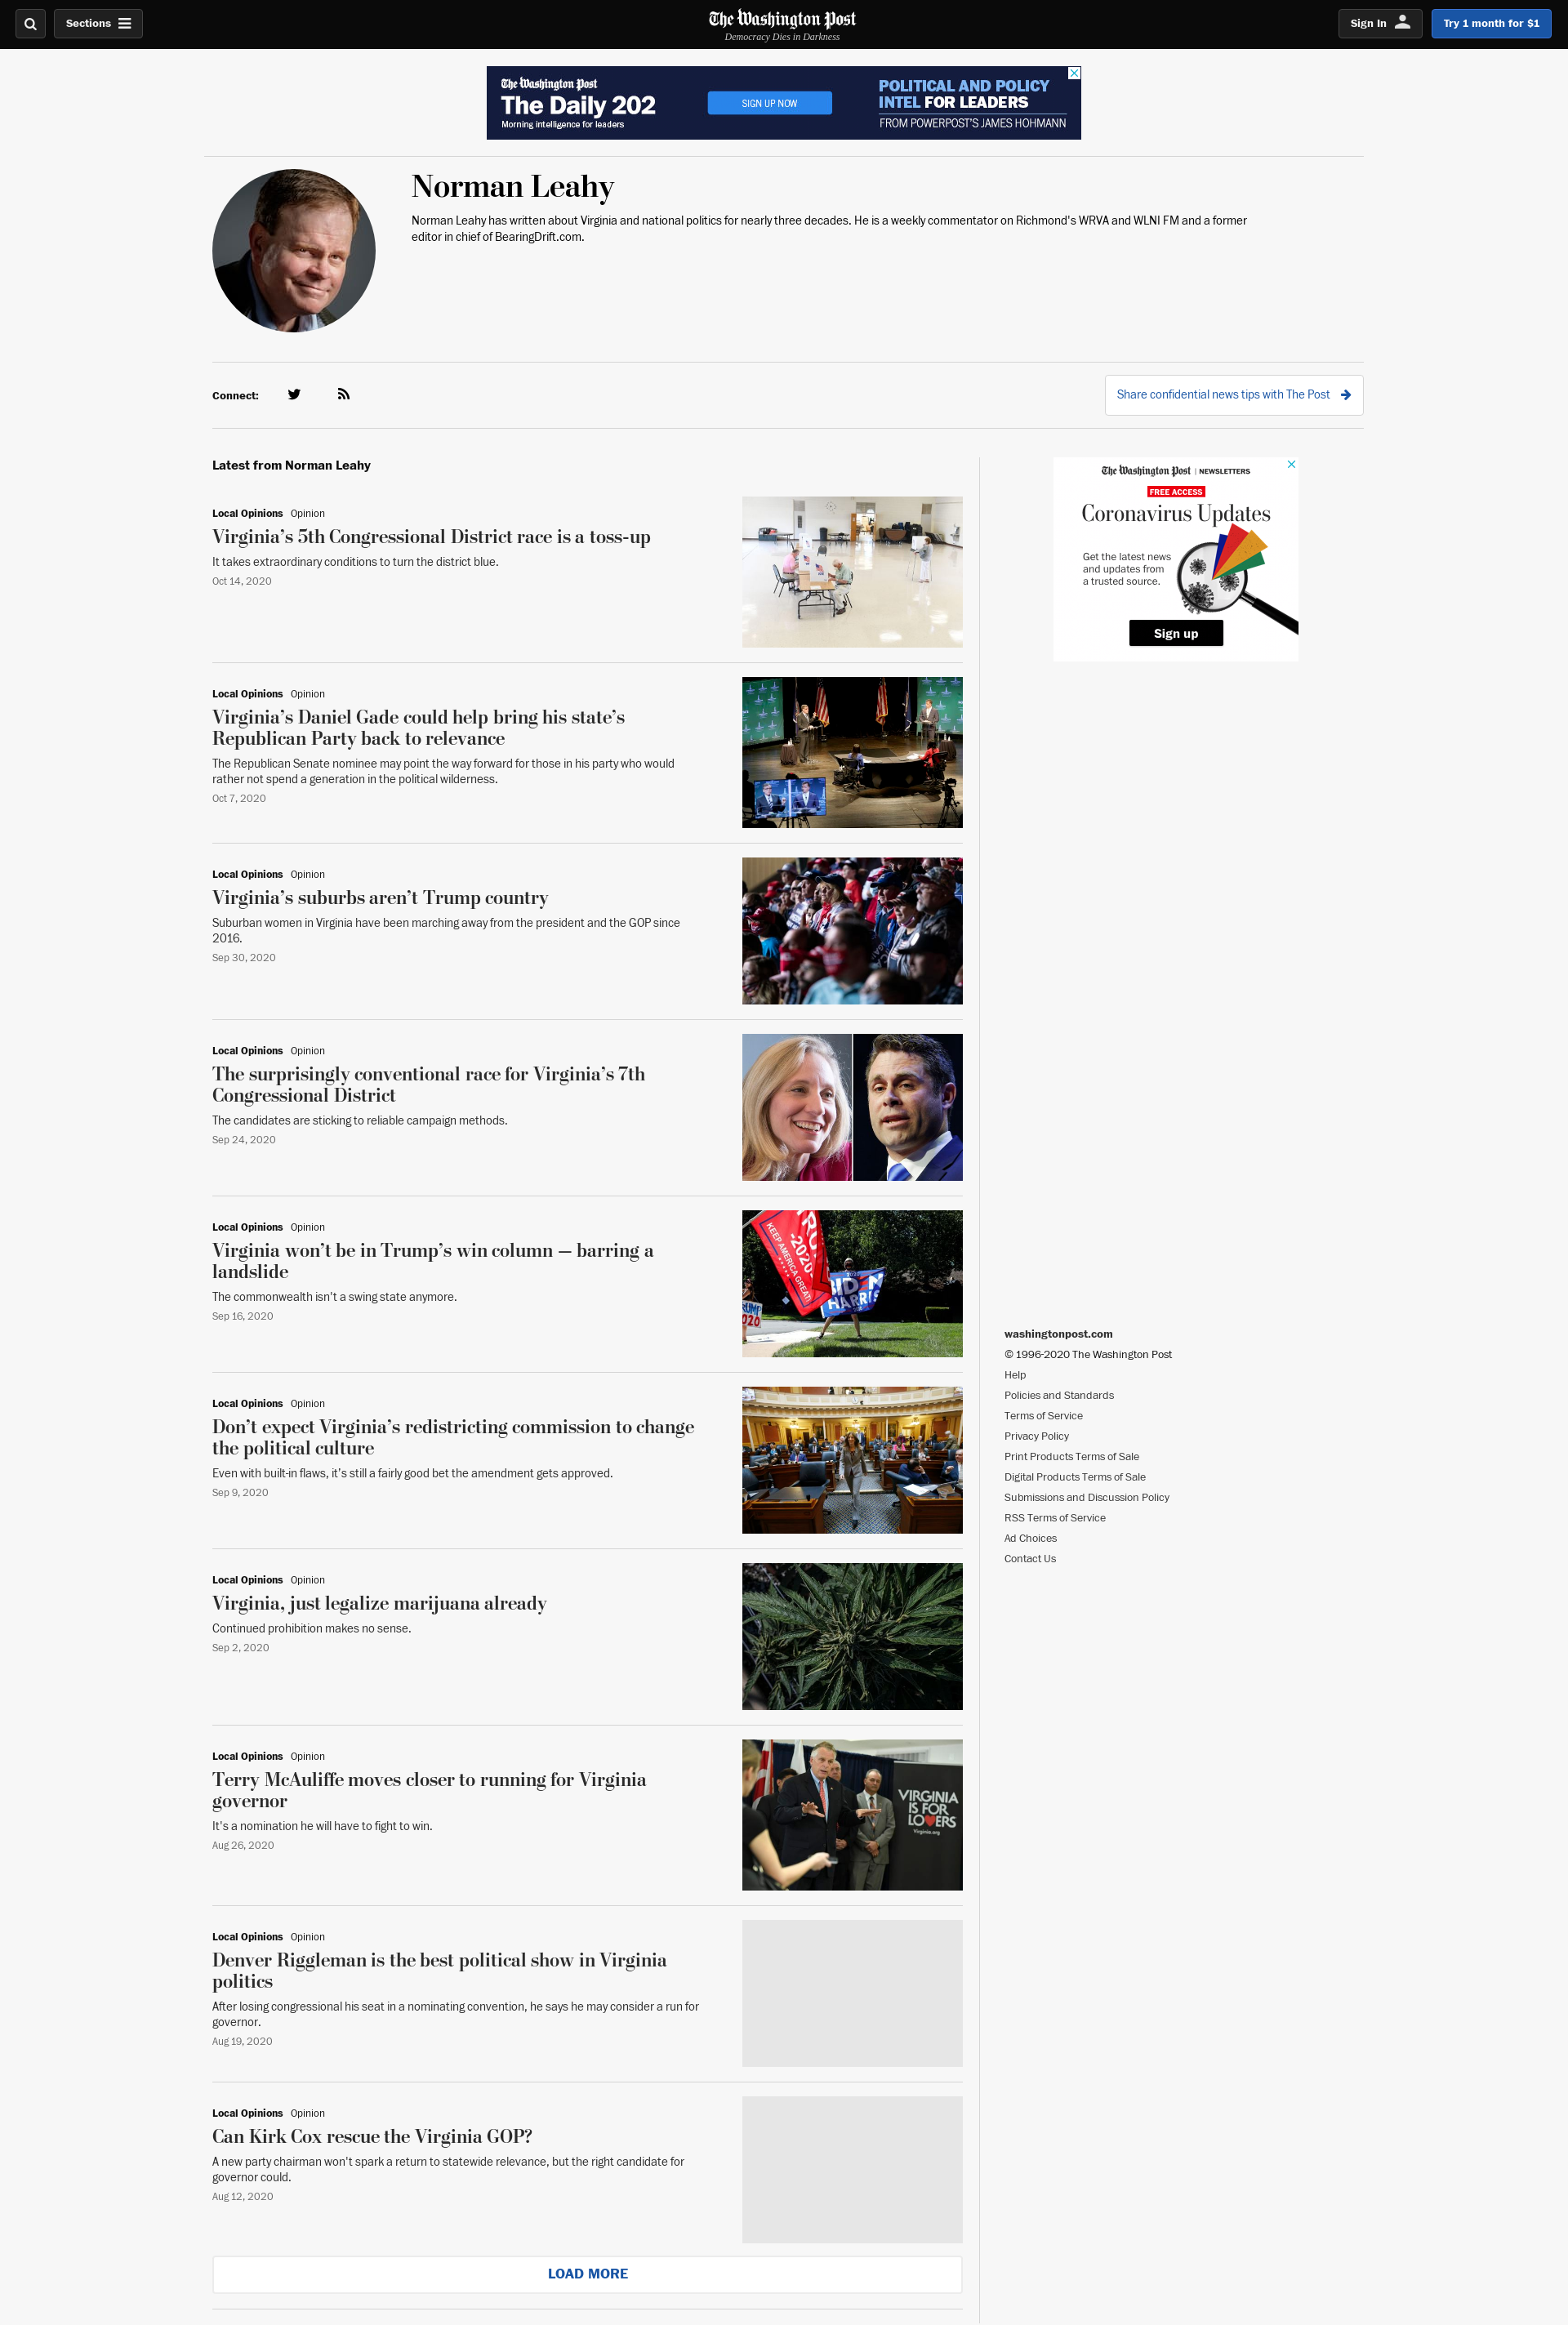 Sections
The Washington Post
Democracy Dies in Darkness
Sign In
Try 1 month for $1
The Washington Post
The Daily 202
Morning intelligence for leaders
SIGN UP NOW
POLITICAL AND POLICY
INTEL FOR LEADERS
FROM POWERPOST'S JAMES HOHMANN
Norman Leahy
Norman Leahy has written about Virginia and national politics for nearly three decades. He is a weekly commentator on Richmond's WRVA and WLNI FM and a former
editor in chief of BearingDrift.com.
Connect:
Share confidential news tips with The Post
Latest from Norman Leahy
Local Opinions Opinion
Virginia’s 5th Congressional District race is a toss-up
It takes extraordinary conditions to turn the district blue.
Oct 14, 2020
Local Opinions Opinion
Virginia’s Daniel Gade could help bring his state’s
Republican Party back to relevance
The Republican Senate nominee may point the way forward for those in his party who would
rather not spend a generation in the political wilderness.
Oct 7, 2020
Local Opinions Opinion
Virginia’s suburbs aren’t Trump country
Suburban women in Virginia have been marching away from the president and the GOP since
2016.
Sep 30, 2020
Local Opinions Opinion
The surprisingly conventional race for Virginia’s 7th
Congressional District
The candidates are sticking to reliable campaign methods.
Sep 24, 2020
Local Opinions Opinion
Virginia won’t be in Trump’s win column — barring a
landslide
The commonwealth isn't a swing state anymore.
Sep 16, 2020
-2020-
KEEP AMERICA GREAT!
BIDEN
HARRIS
Local Opinions Opinion
Don’t expect Virginia’s redistricting commission to change
the political culture
Even with built-in flaws, it’s still a fairly good bet the amendment gets approved.
Sep 9, 2020
Local Opinions Opinion
Virginia, just legalize marijuana already
Continued prohibition makes no sense.
Sep 2, 2020
Local Opinions Opinion
Terry McAuliffe moves closer to running for Virginia
governor
It's a nomination he will have to fight to win.
Aug 26, 2020
VIRGINIA
IS FOR
LOVERS
Virginia.org
Local Opinions Opinion
Denver Riggleman is the best political show in Virginia
politics
After losing congressional his seat in a nominating convention, he says he may consider a run for
governor.
Aug 19, 2020
Local Opinions Opinion
Can Kirk Cox rescue the Virginia GOP?
A new party chairman won't spark a return to statewide relevance, but the right candidate for
governor could.
Aug 12, 2020
LOAD MORE
The Washington Post | NEWSLETTERS
FREE ACCESS
Coronavirus Updates
Get the latest news
and updates from
a trusted source.
Sign up
washingtonpost.com
© 1996-2020 The Washington Post
Help
Policies and Standards
Terms of Service
Privacy Policy
Print Products Terms of Sale
Digital Products Terms of Sale
Submissions and Discussion Policy
RSS Terms of Service
Ad Choices
Contact Us